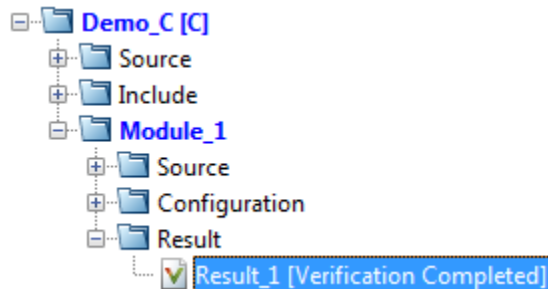 Demo_C [C]
Source
Include
Module_1
Source
Configuration
Result
Result_1 [Verification Completed]